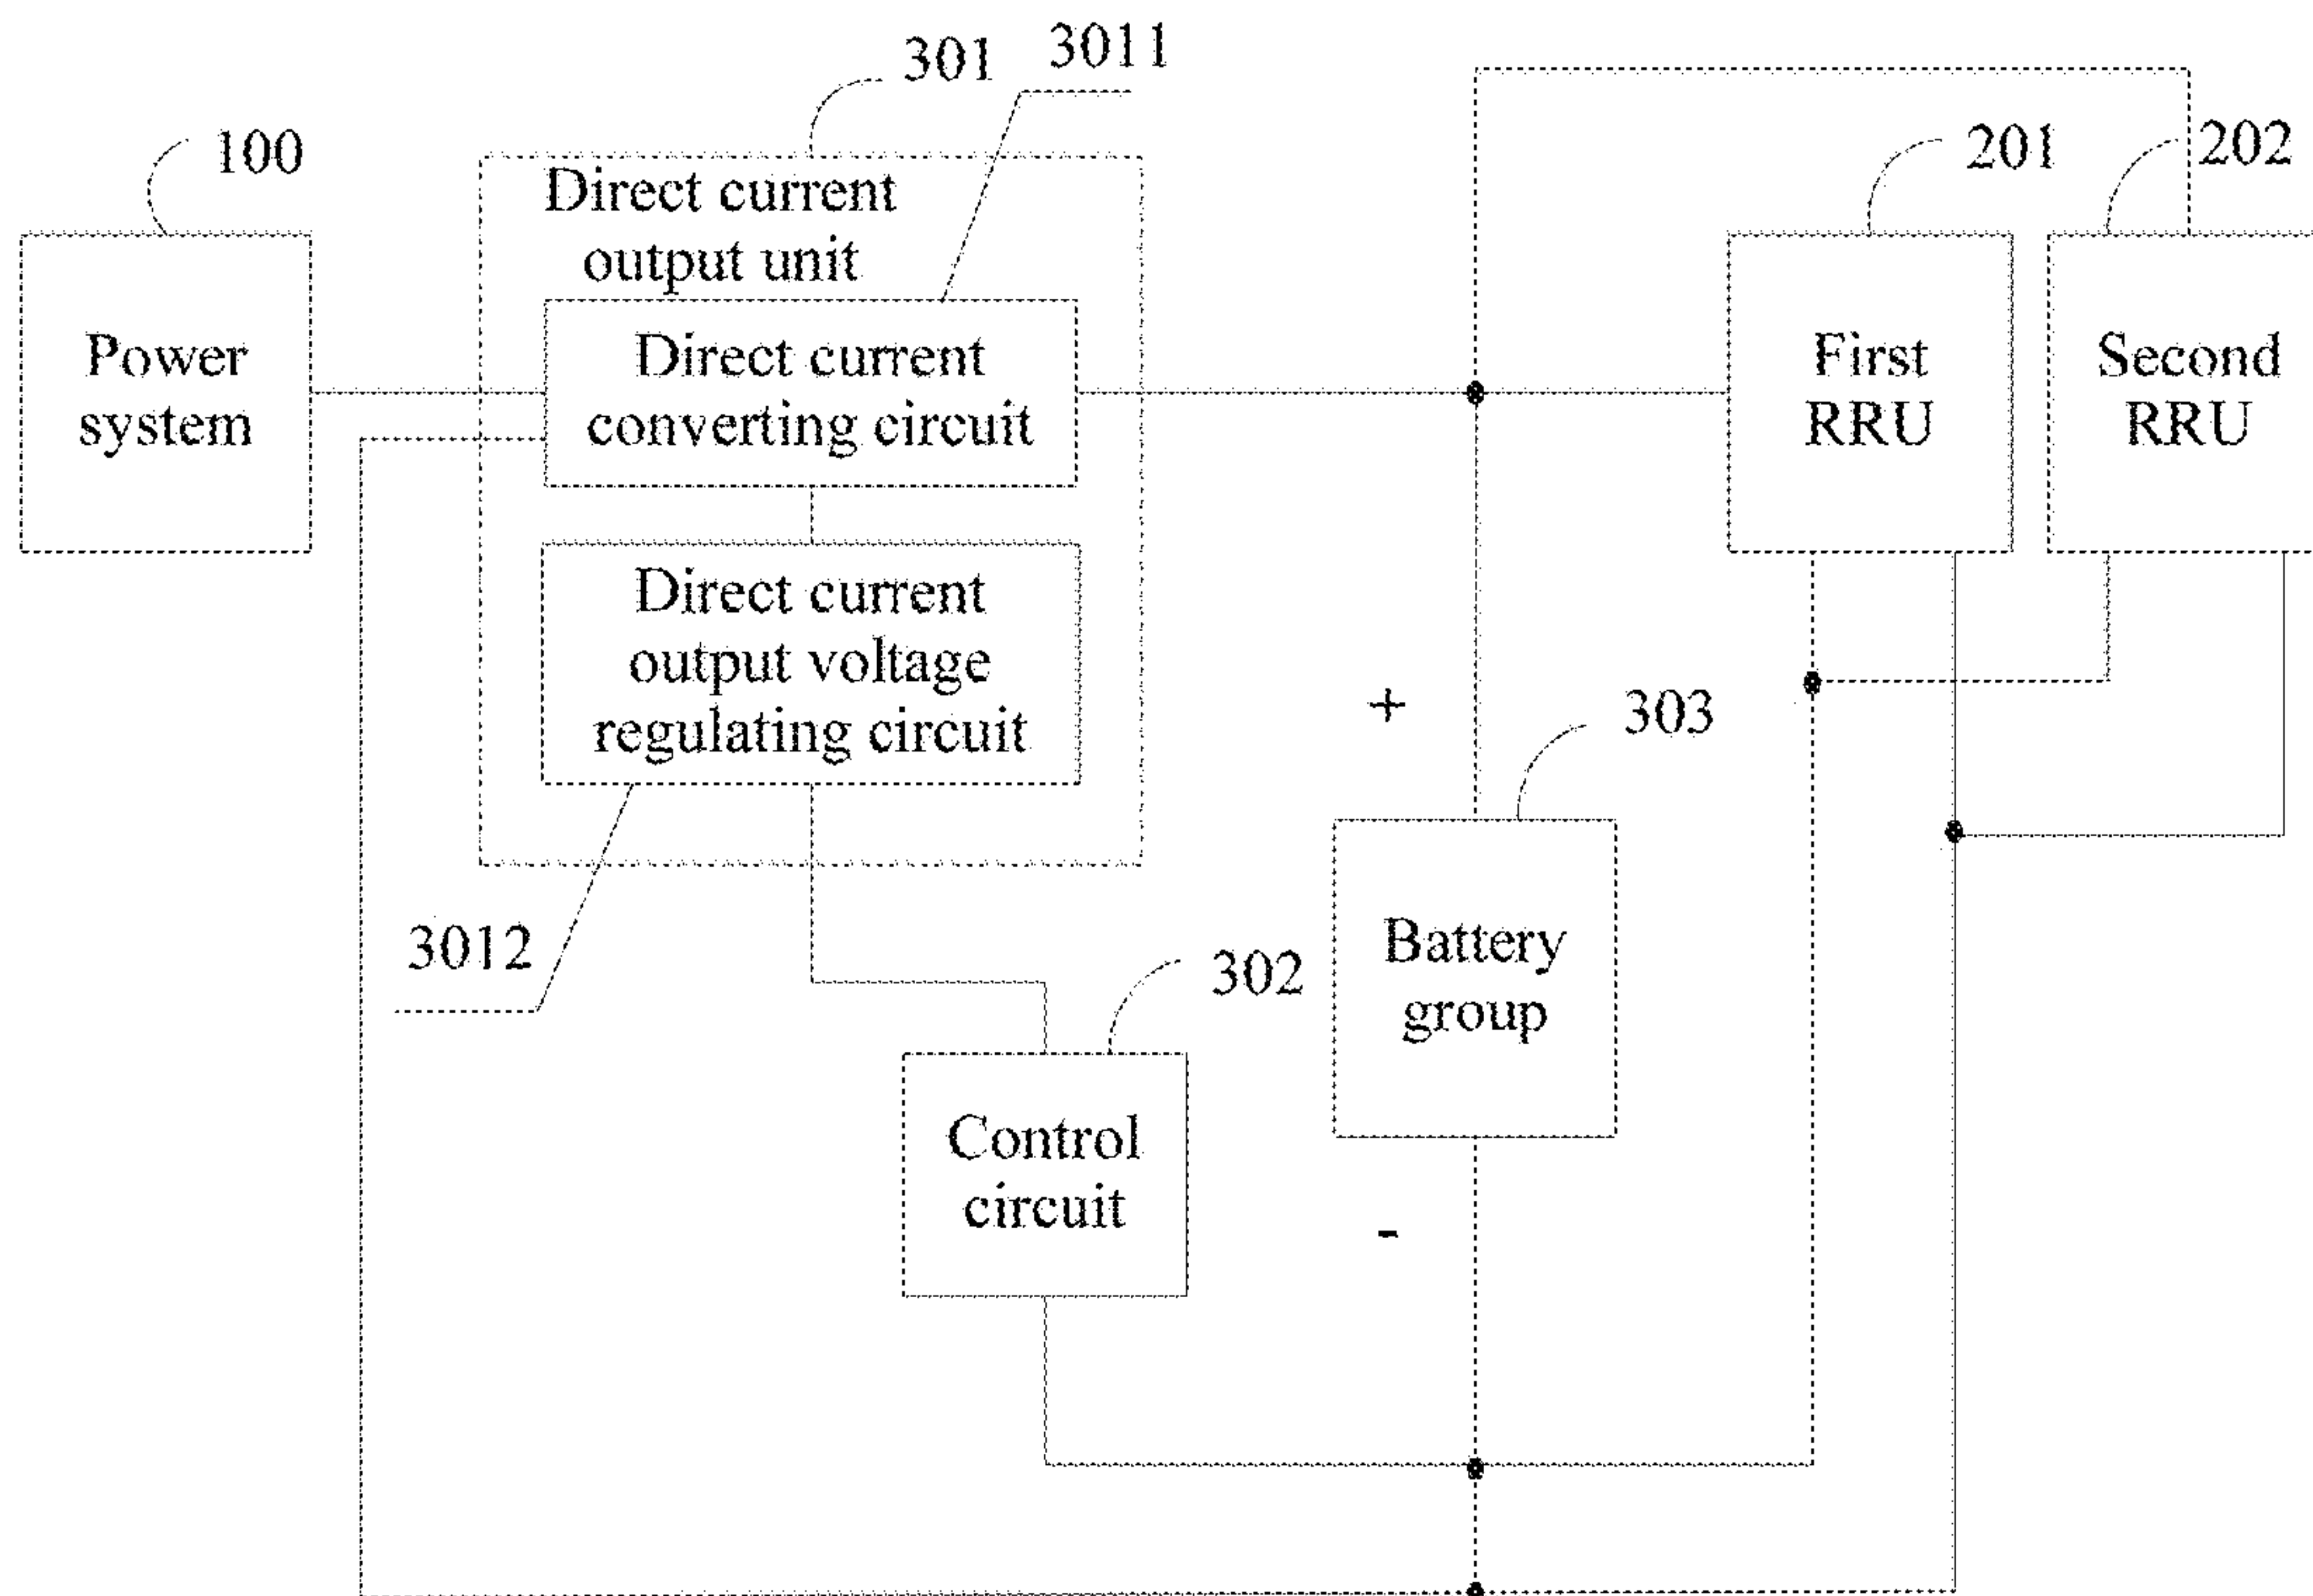 301
3011
100
201
202
Direct current
output unit
Power
system
Direct current
converting circuit
First
RRU
Second
RRU
Direct current
output voltage
regulating circuit
+
303
3012
302
Battery
group
Control
circuit
-